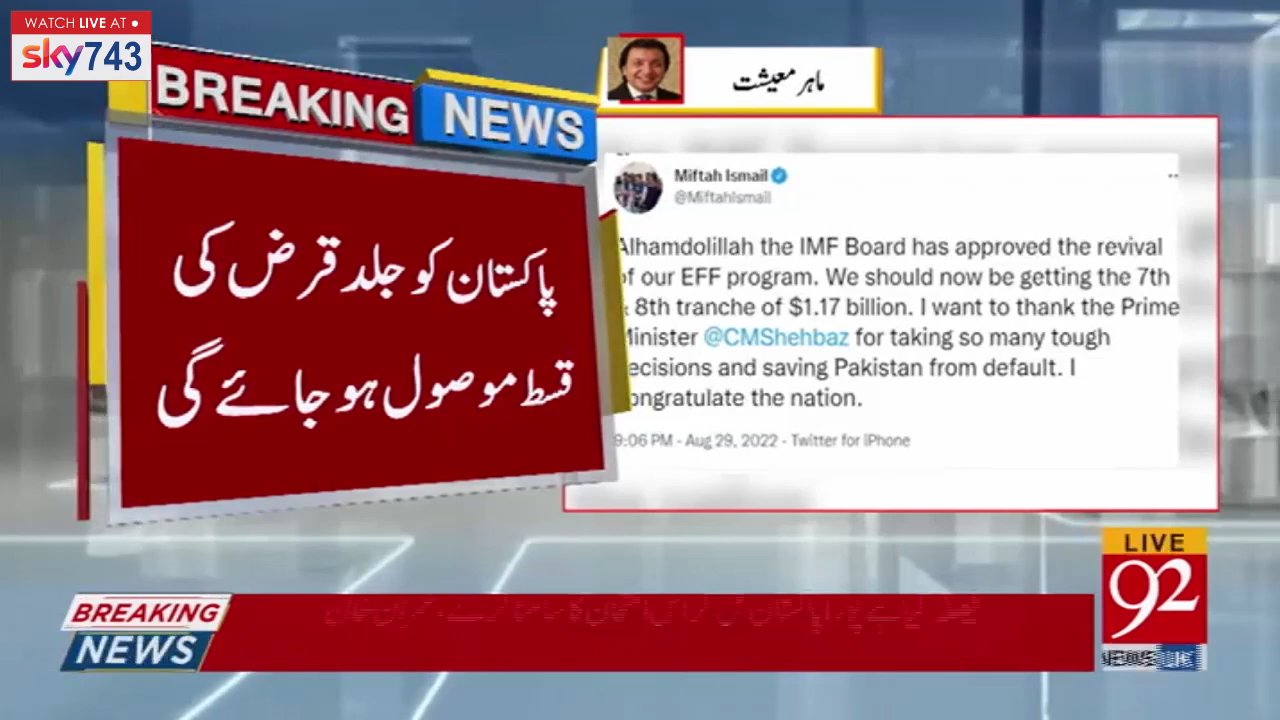 WATCH LIVE AT
sky743
BREAKING NEWS
پاکستان کو جلد قرض کی
قسط موصول ہو جائے گی
ماہر معیشت
Miftah Ismail
@MiftahIsmail
Alhamdolillah the IMF Board has approved the revival
of our EFF program. We should now be getting the 7th
& 8th tranche of $1.17 billion. I want to thank the Prime
Minister @CMShehbaz for taking so many tough
decisions and saving Pakistan from default. I
congratulate the nation.
9:06 PM - Aug 29, 2022 - Twitter for iPhone
LIVE
92
NEWS UK
BREAKING
NEWS